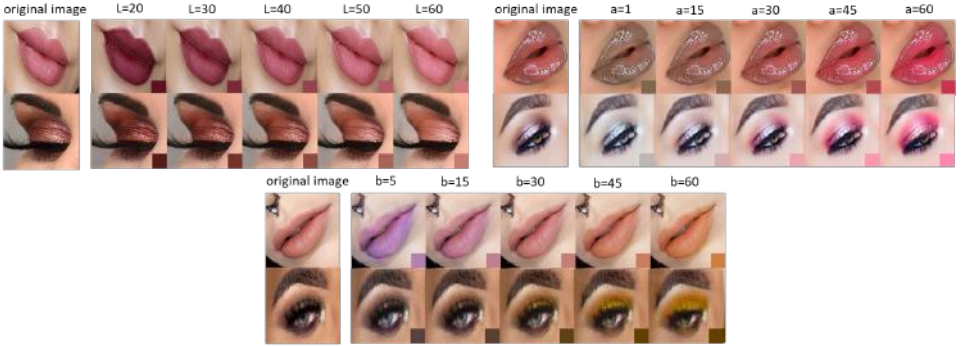 original image L=20 L=30 L=40 L=50 L=60
original image a=1 a=15 a=30 a=45 a=60
original image b=5 b=15 b=30 b=45 b=60